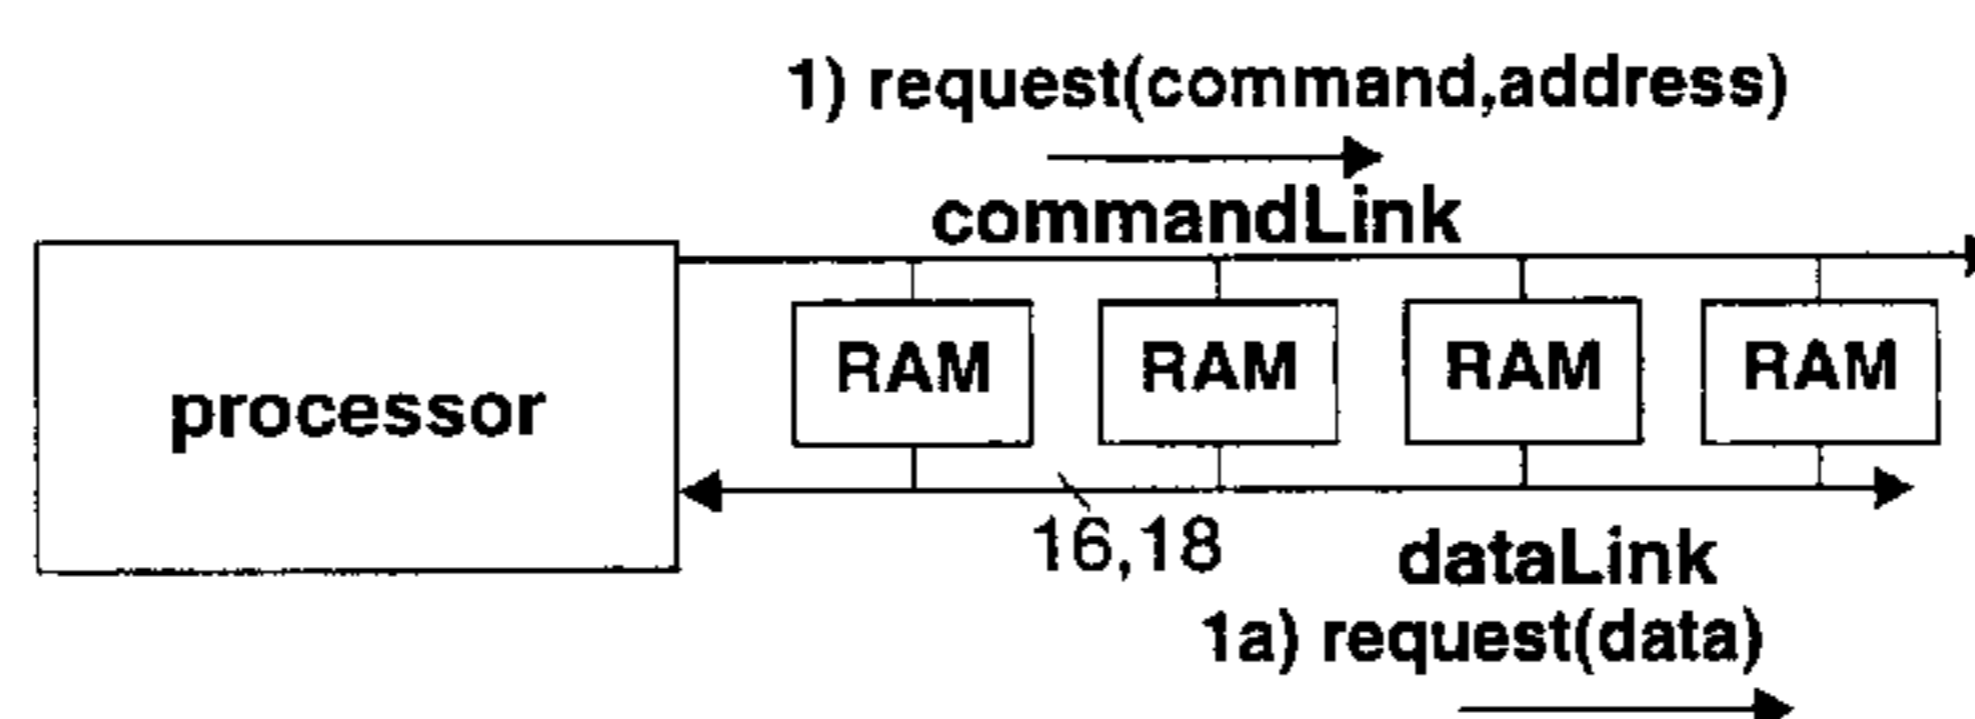 1) request(command,address)
commandLink
RAM RAM RAM RAM
processor
16,18
dataLink
1a) request(data)